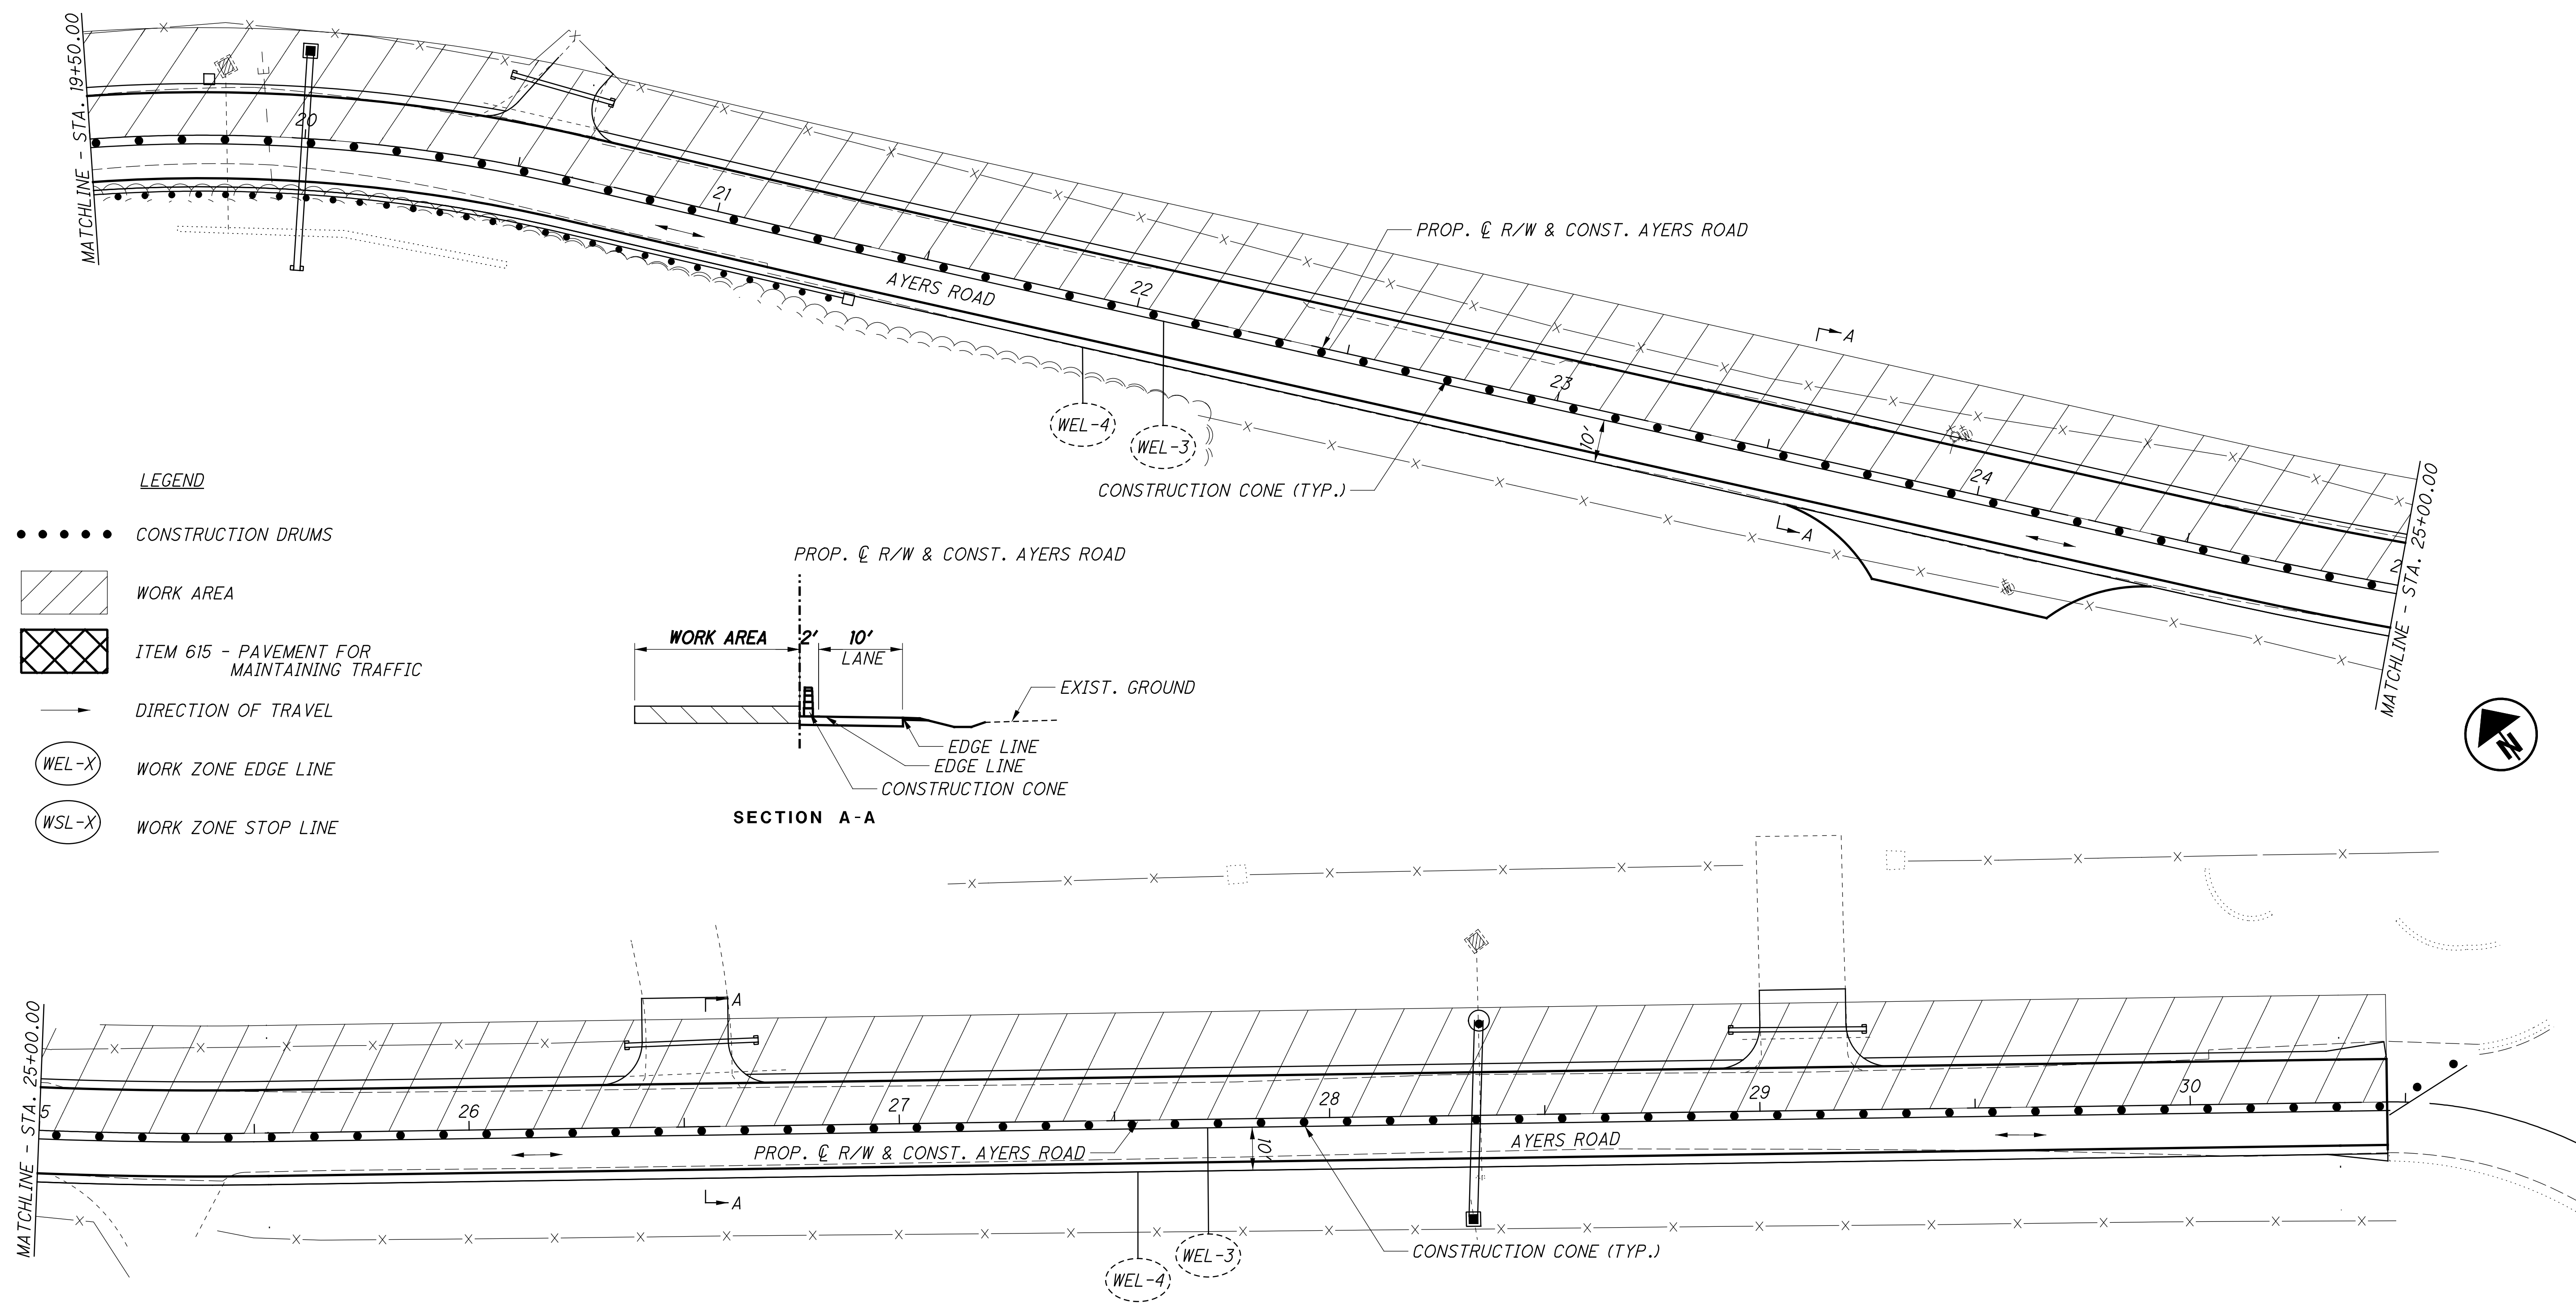 MATCHLINE - STA. 19+50.00
E
20
21
22
23
24
2
AYERS ROAD
PROP. ℄ R/W & CONST. AYERS ROAD
A
WEL-4
WEL-3
10'
CONSTRUCTION CONE (TYP.)
A
MATCHLINE - STA. 25+00.00
LEGEND
CONSTRUCTION DRUMS
WORK AREA
ITEM 615 - PAVEMENT FOR
MAINTAINING TRAFFIC
DIRECTION OF TRAVEL
WEL-X
WORK ZONE EDGE LINE
WSL-X
WORK ZONE STOP LINE
PROP. ℄ R/W & CONST. AYERS ROAD
WORK AREA 2' 10'
LANE
EXIST. GROUND
EDGE LINE
EDGE LINE
CONSTRUCTION CONE
SECTION A-A
N
MATCHLINE - STA. 25+00.00
5
26
27
28
29
30
A
PROP. ℄ R/W & CONST. AYERS ROAD
10'
AYERS ROAD
A
WEL-4
WEL-3
CONSTRUCTION CONE (TYP.)